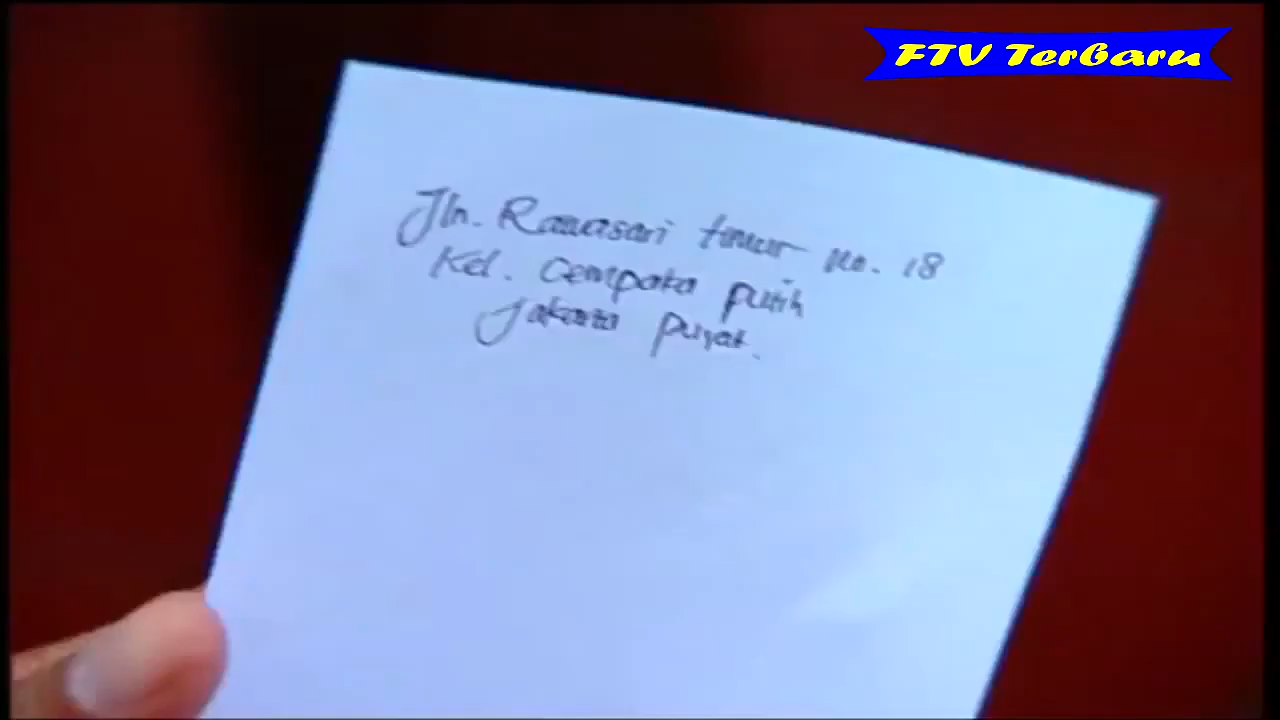 FTV Terbaru
Jln. Rawasari timur no. 18
Kel. Cempaka putih
Jakarta pusat.